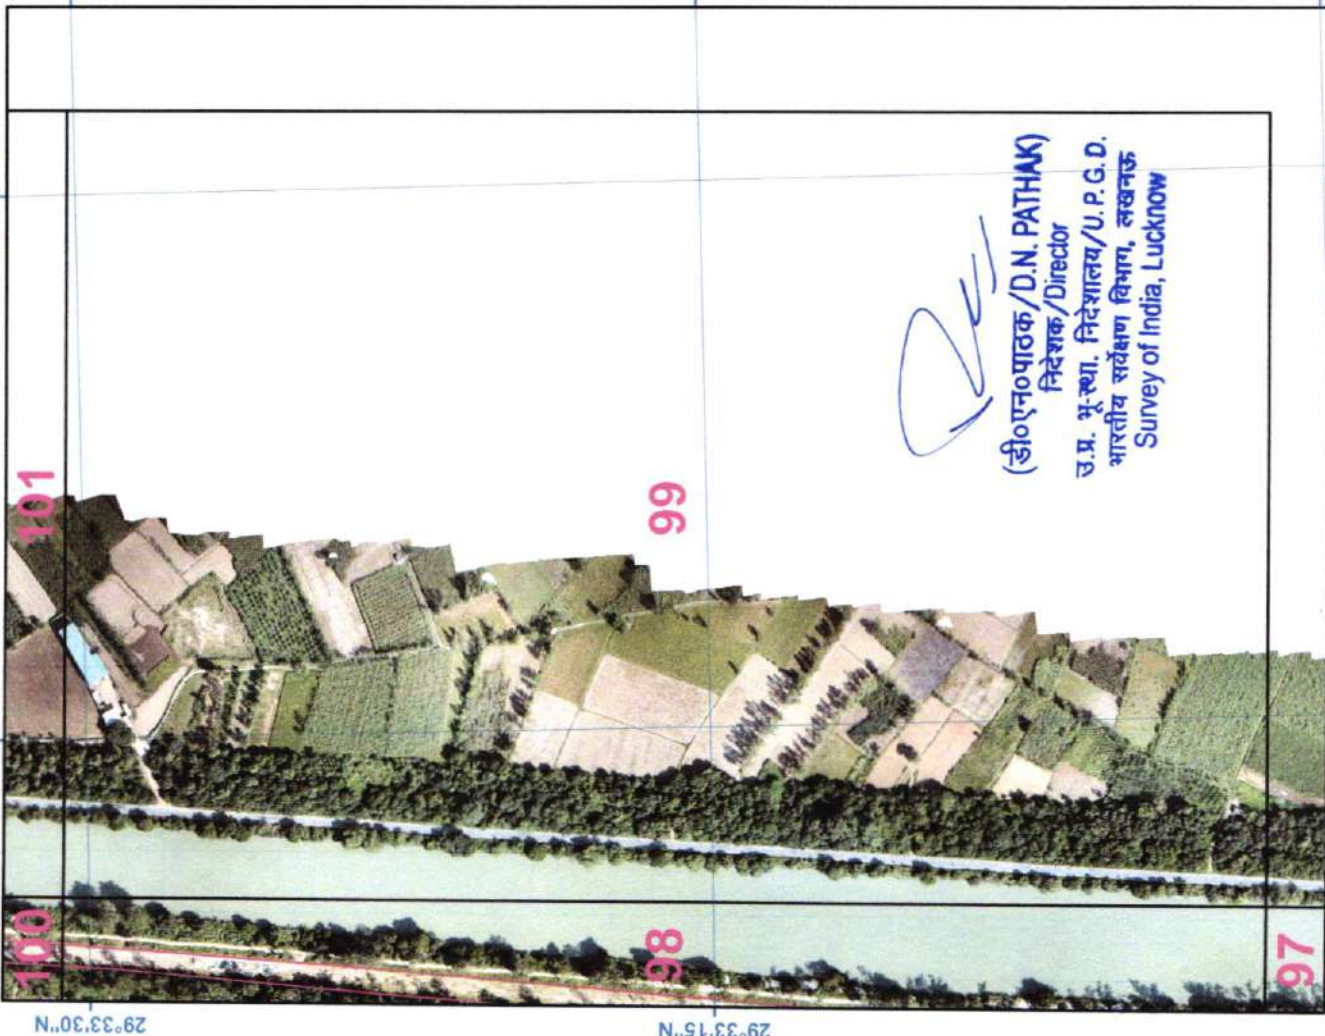 101
99
100
98
97
(डी०एन०पाठक/D.N. PATHAK)
निदेशक/Director
उ.प्र. भू-स्था. निदेशालय/U.P.G.D.
भारतीय सर्वेक्षण विभाग, लखनऊ
Survey of India, Lucknow
29°33'30"N
29°33'15"N